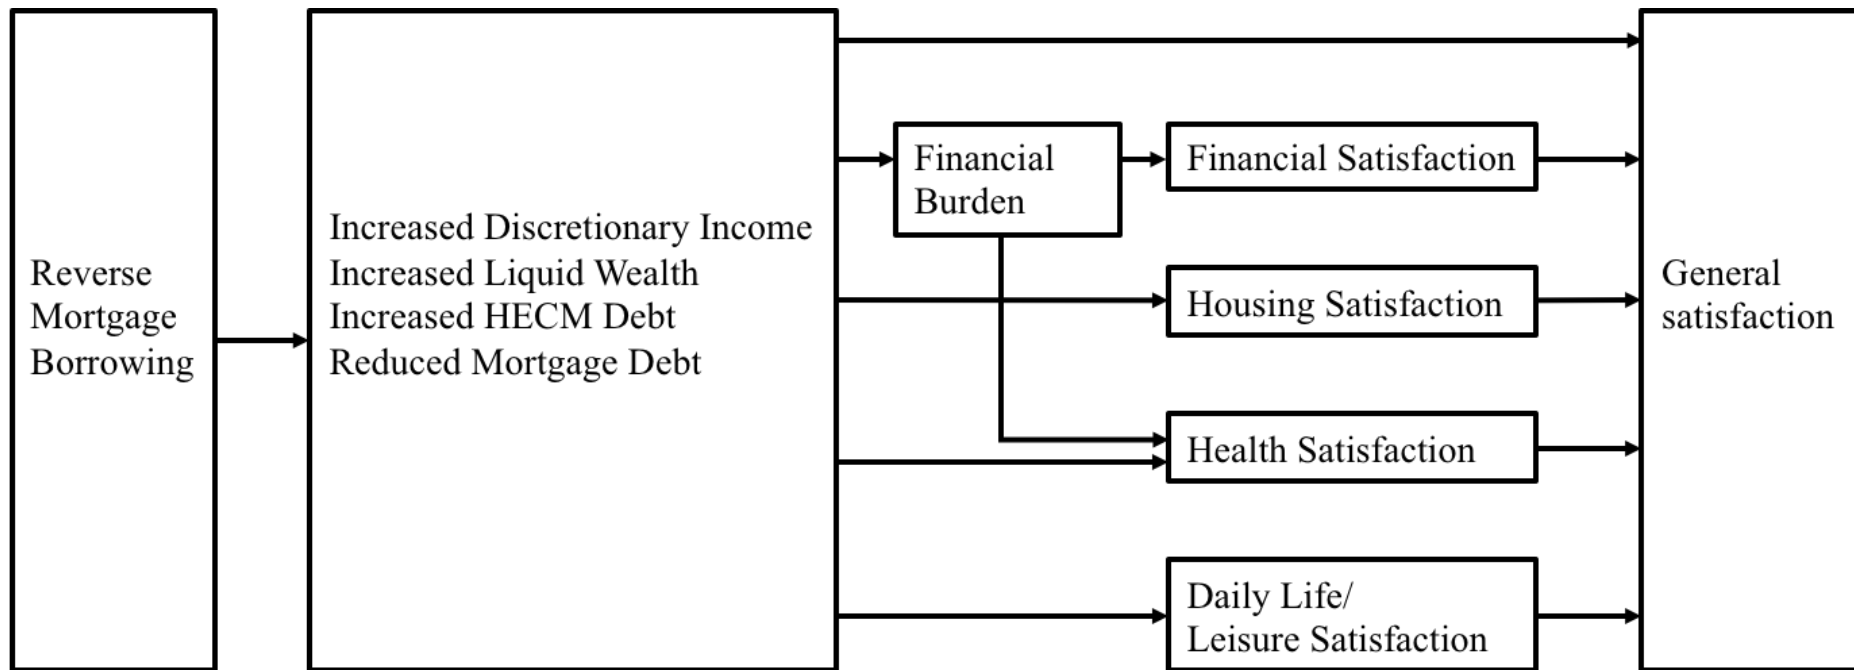 Reverse
Mortgage
Borrowing
Increased Discretionary Income
Increased Liquid Wealth
Increased HECM Debt
Reduced Mortgage Debt
Financial
Burden
Financial Satisfaction
Housing Satisfaction
Health Satisfaction
Daily Life/
Leisure Satisfaction
General
satisfaction